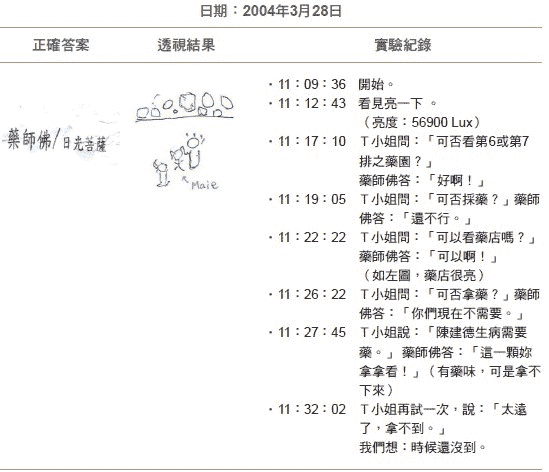 日期：2004年3月28日
正確答案 透視結果 實驗紀錄
・11：09：36 開始。
・11：12：43 看見亮一下 。
（亮度：56900 Lux）
藥師佛/日光菩薩
・11：17：10 T小姐問：「可否看第6或第7
排之藥園？」
藥師佛答：「好啊！」
Maie
・11：19：05 T小姐問：「可否採藥？」藥師
佛答：「還不行。」
・11：22：22 T小姐問：「可以看藥店嗎？」
藥師佛答：「可以啊！」
（如左圖，藥店很亮）
・11：26：22 T小姐問：「可否拿藥？」藥師
佛答：「你們現在不需要。」
・11：27：45 T小姐說：「陳建德生病需要
藥。」 藥師佛答：「這一顆妳
拿拿看！」（有藥味，可是拿不
下來）
・11：32：02 T小姐再試一次，說：「太遠
了，拿不到。」
我們想：時候還沒到。